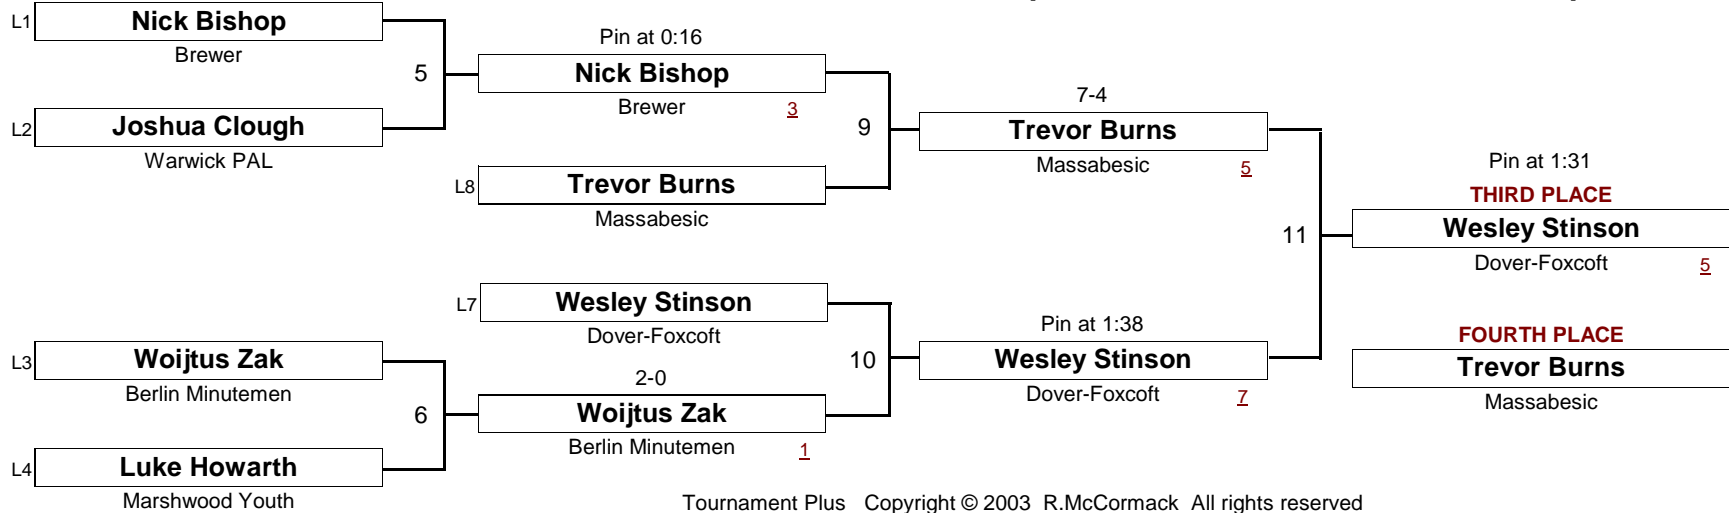 L1 Nick Bishop
Brewer
5
L2 Joshua Clough
Warwick PAL
Pin at 0:16
Nick Bishop
Brewer 3
9
L8 Trevor Burns
Massabesic
7-4
Trevor Burns
Massabesic 5
L7 Wesley Stinson
Dover-Foxcoft
10
L3 Woijtus Zak
Berlin Minutemen
6
L4 Luke Howarth
Marshwood Youth
2-0
Woijtus Zak
Berlin Minutemen 1
Pin at 1:38
Wesley Stinson
Dover-Foxcoft 7
11
Pin at 1:31
THIRD PLACE
Wesley Stinson
Dover-Foxcoft 5
FOURTH PLACE
Trevor Burns
Massabesic
Tournament Plus Copyright © 2003 R.McCormack All rights reserved